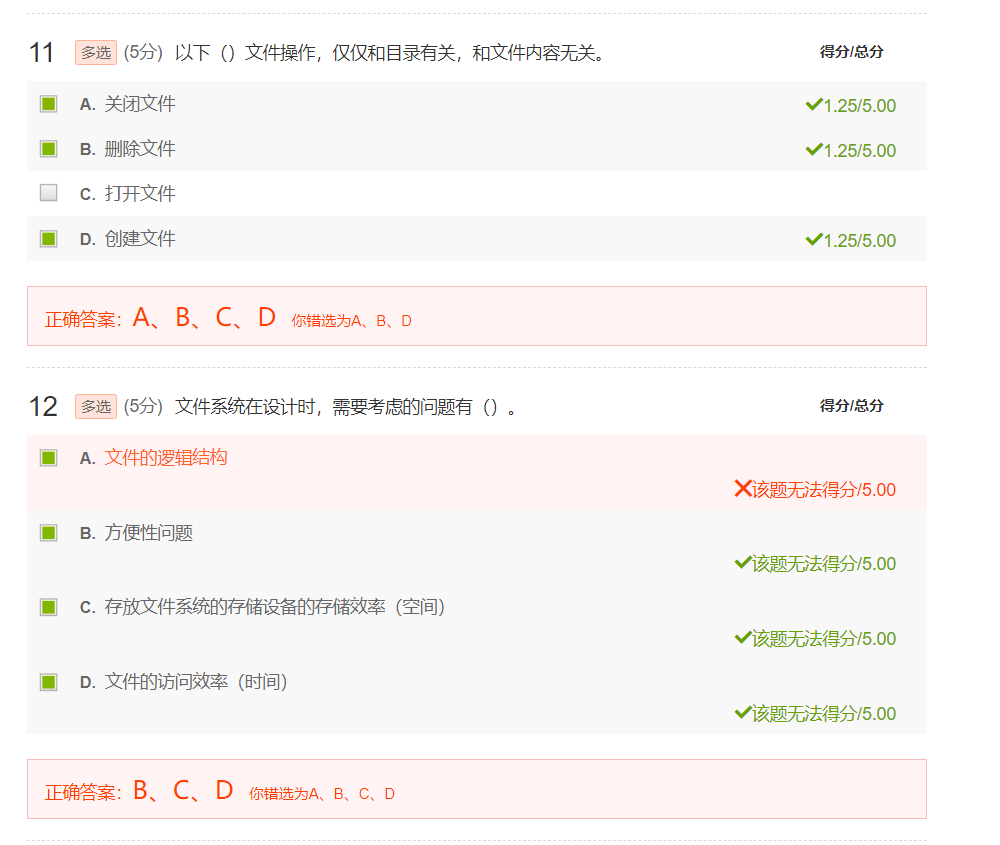 11 多选 (5分) 以下（）文件操作，仅仅和目录有关，和文件内容无关。 得分/总分
A. 关闭文件 1.25/5.00
B. 删除文件 1.25/5.00
C. 打开文件
D. 创建文件 1.25/5.00
正确答案：A、B、C、D 你错选为A、B、D
12 多选 (5分) 文件系统在设计时，需要考虑的问题有（）。 得分/总分
A. 文件的逻辑结构
该题无法得分/5.00
B. 方便性问题
该题无法得分/5.00
C. 存放文件系统的存储设备的存储效率（空间）
该题无法得分/5.00
D. 文件的访问效率（时间）
该题无法得分/5.00
正确答案：B、C、D 你错选为A、B、C、D